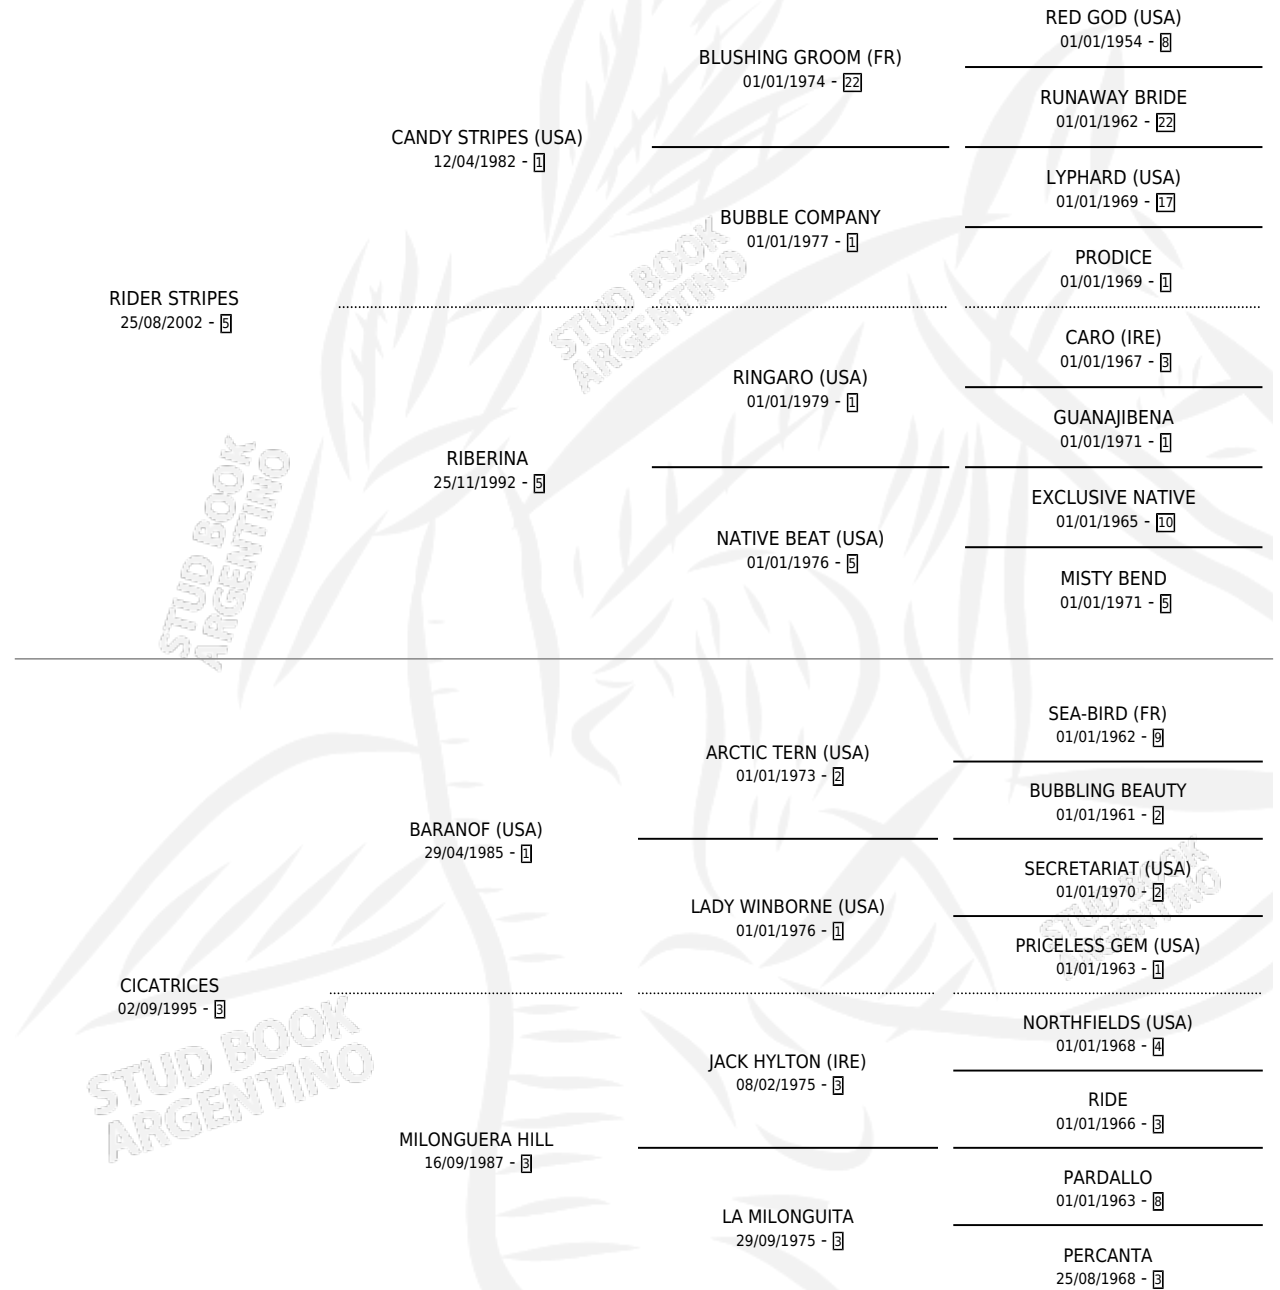 RED GOD (USA)
01/01/1954 - 8
BLUSHING GROOM (FR)
01/01/1974 - 22
RUNAWAY BRIDE
01/01/1962 - 22
CANDY STRIPES (USA)
12/04/1982 - 1
LYPHARD (USA)
01/01/1969 - 17
BUBBLE COMPANY
01/01/1977 - 1
PRODICE
01/01/1969 - 1
RIDER STRIPES
25/08/2002 - 5
CARO (IRE)
01/01/1967 - 3
RINGARO (USA)
01/01/1979 - 1
GUANAJIBENA
01/01/1971 - 1
RIBERINA
25/11/1992 - 5
EXCLUSIVE NATIVE
01/01/1965 - 10
NATIVE BEAT (USA)
01/01/1976 - 5
MISTY BEND
01/01/1971 - 5
STUD BOOK
ARGENTINO
STUD BOOK
ARGENTINO
SEA-BIRD (FR)
01/01/1962 - 9
ARCTIC TERN (USA)
01/01/1973 - 2
BUBBLING BEAUTY
01/01/1961 - 2
BARANOF (USA)
29/04/1985 - 1
SECRETARIAT (USA)
01/01/1970 - 2
LADY WINBORNE (USA)
01/01/1976 - 1
PRICELESS GEM (USA)
01/01/1963 - 1
CICATRICES
02/09/1995 - 3
NORTHFIELDS (USA)
01/01/1968 - 4
JACK HYLTON (IRE)
08/02/1975 - 3
RIDE
01/01/1966 - 3
MILONGUERA HILL
16/09/1987 - 3
PARDALLO
01/01/1963 - 8
LA MILONGUITA
29/09/1975 - 3
PERCANTA
25/08/1968 - 3
STUD BOOK
ARGENTINO
STUD BOOK
ARGENTINO